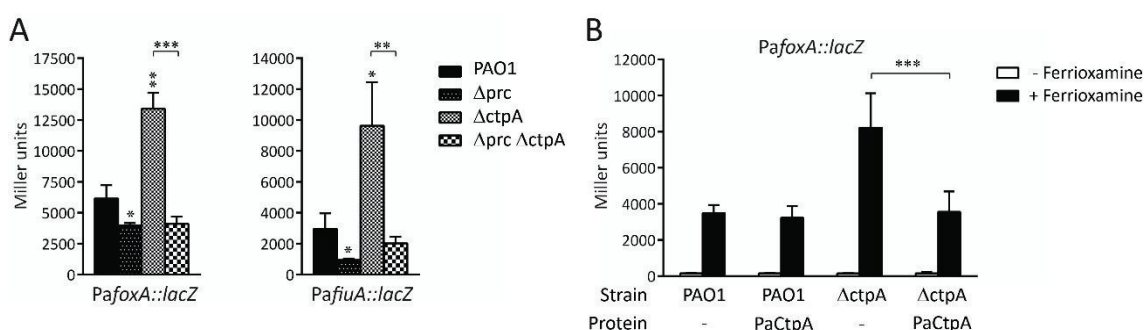 A
***
**
17500
15000
12500
10000
7500
5000
2500
0
Miller units
**
*
PafoxA::lacZ
14000
12000
10000
8000
6000
4000
2000
0
*
*
PafiuA::lacZ
PAO1
Δprc
ΔctpA
Δprc ΔctpA
B
PafoxA::lacZ
***
- Ferrioxamine
+ Ferrioxamine
12000
10000
8000
6000
4000
2000
0
Miller units
Strain PAO1 PAO1 ΔctpA ΔctpA
Protein - PaCtpA - PaCtpA